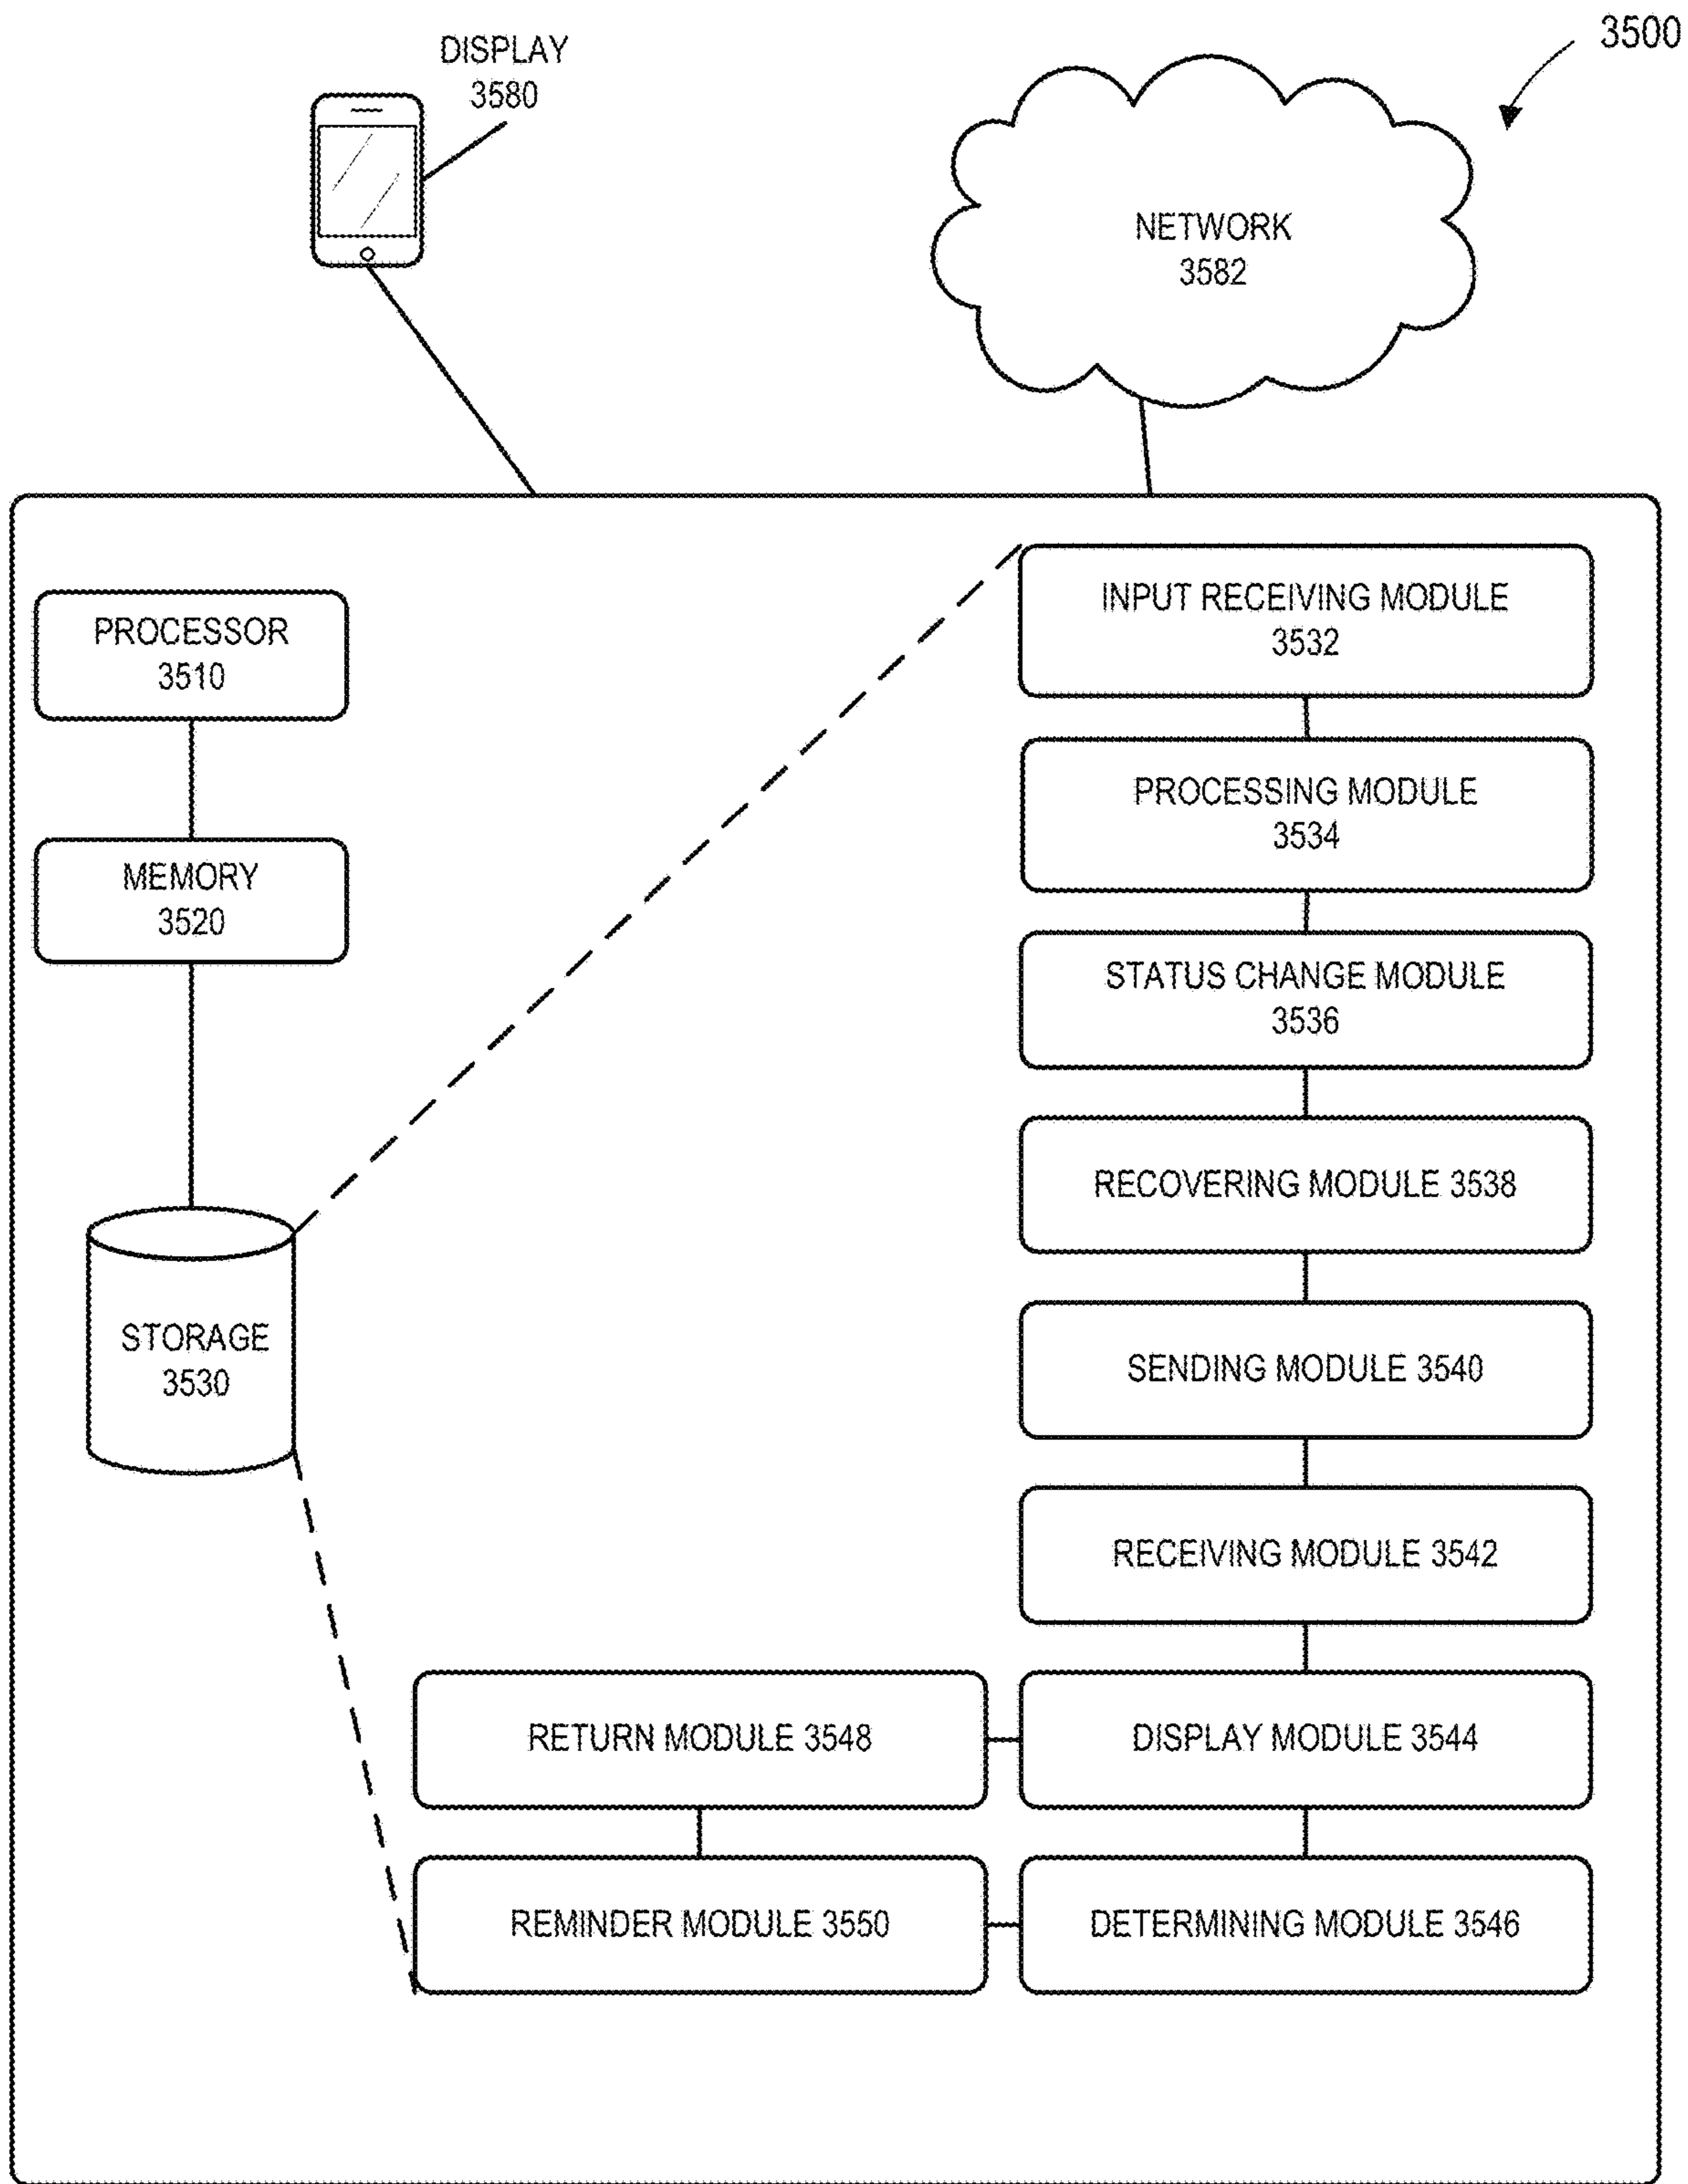 3500
DISPLAY
3580
NETWORK
3582
PROCESSOR
3510
MEMORY
3520
STORAGE
3530
INPUT RECEIVING MODULE
3532
PROCESSING MODULE
3534
STATUS CHANGE MODULE
3536
RECOVERING MODULE 3538
SENDING MODULE 3540
RECEIVING MODULE 3542
RETURN MODULE 3548
DISPLAY MODULE 3544
REMINDER MODULE 3550
DETERMINING MODULE 3546